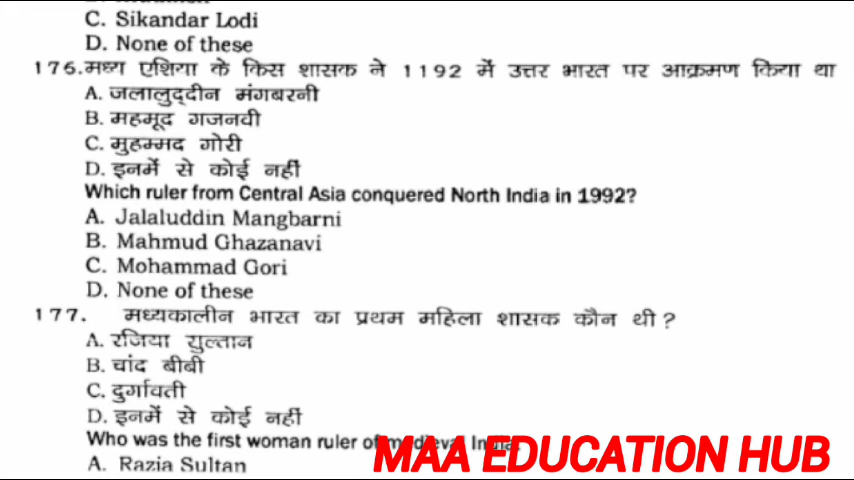 C. Sikandar Lodi
D. None of these
176.मध्य एशिया के किस शासक ने 1192 में उत्तर भारत पर आक्रमण किया था
A. जलालुद्दीन मंगबरनी
B. महमूद गजनवी
C. मुहम्मद गोरी
D. इनमें से कोई नहीं
Which ruler from Central Asia conquered North India in 1992?
A. Jalaluddin Mangbarni
B. Mahmud Ghazanavi
C. Mohammad Gori
D. None of these
177. मध्यकालीन भारत का प्रथम महिला शासक कौन थी?
A. रजिया सुल्तान
B. चांद बीबी
C. दुर्गावती
D. इनमें से कोई नहीं
Who was the first woman ruler of medieval India
A. Razia Sultan
MAA EDUCATION HUB